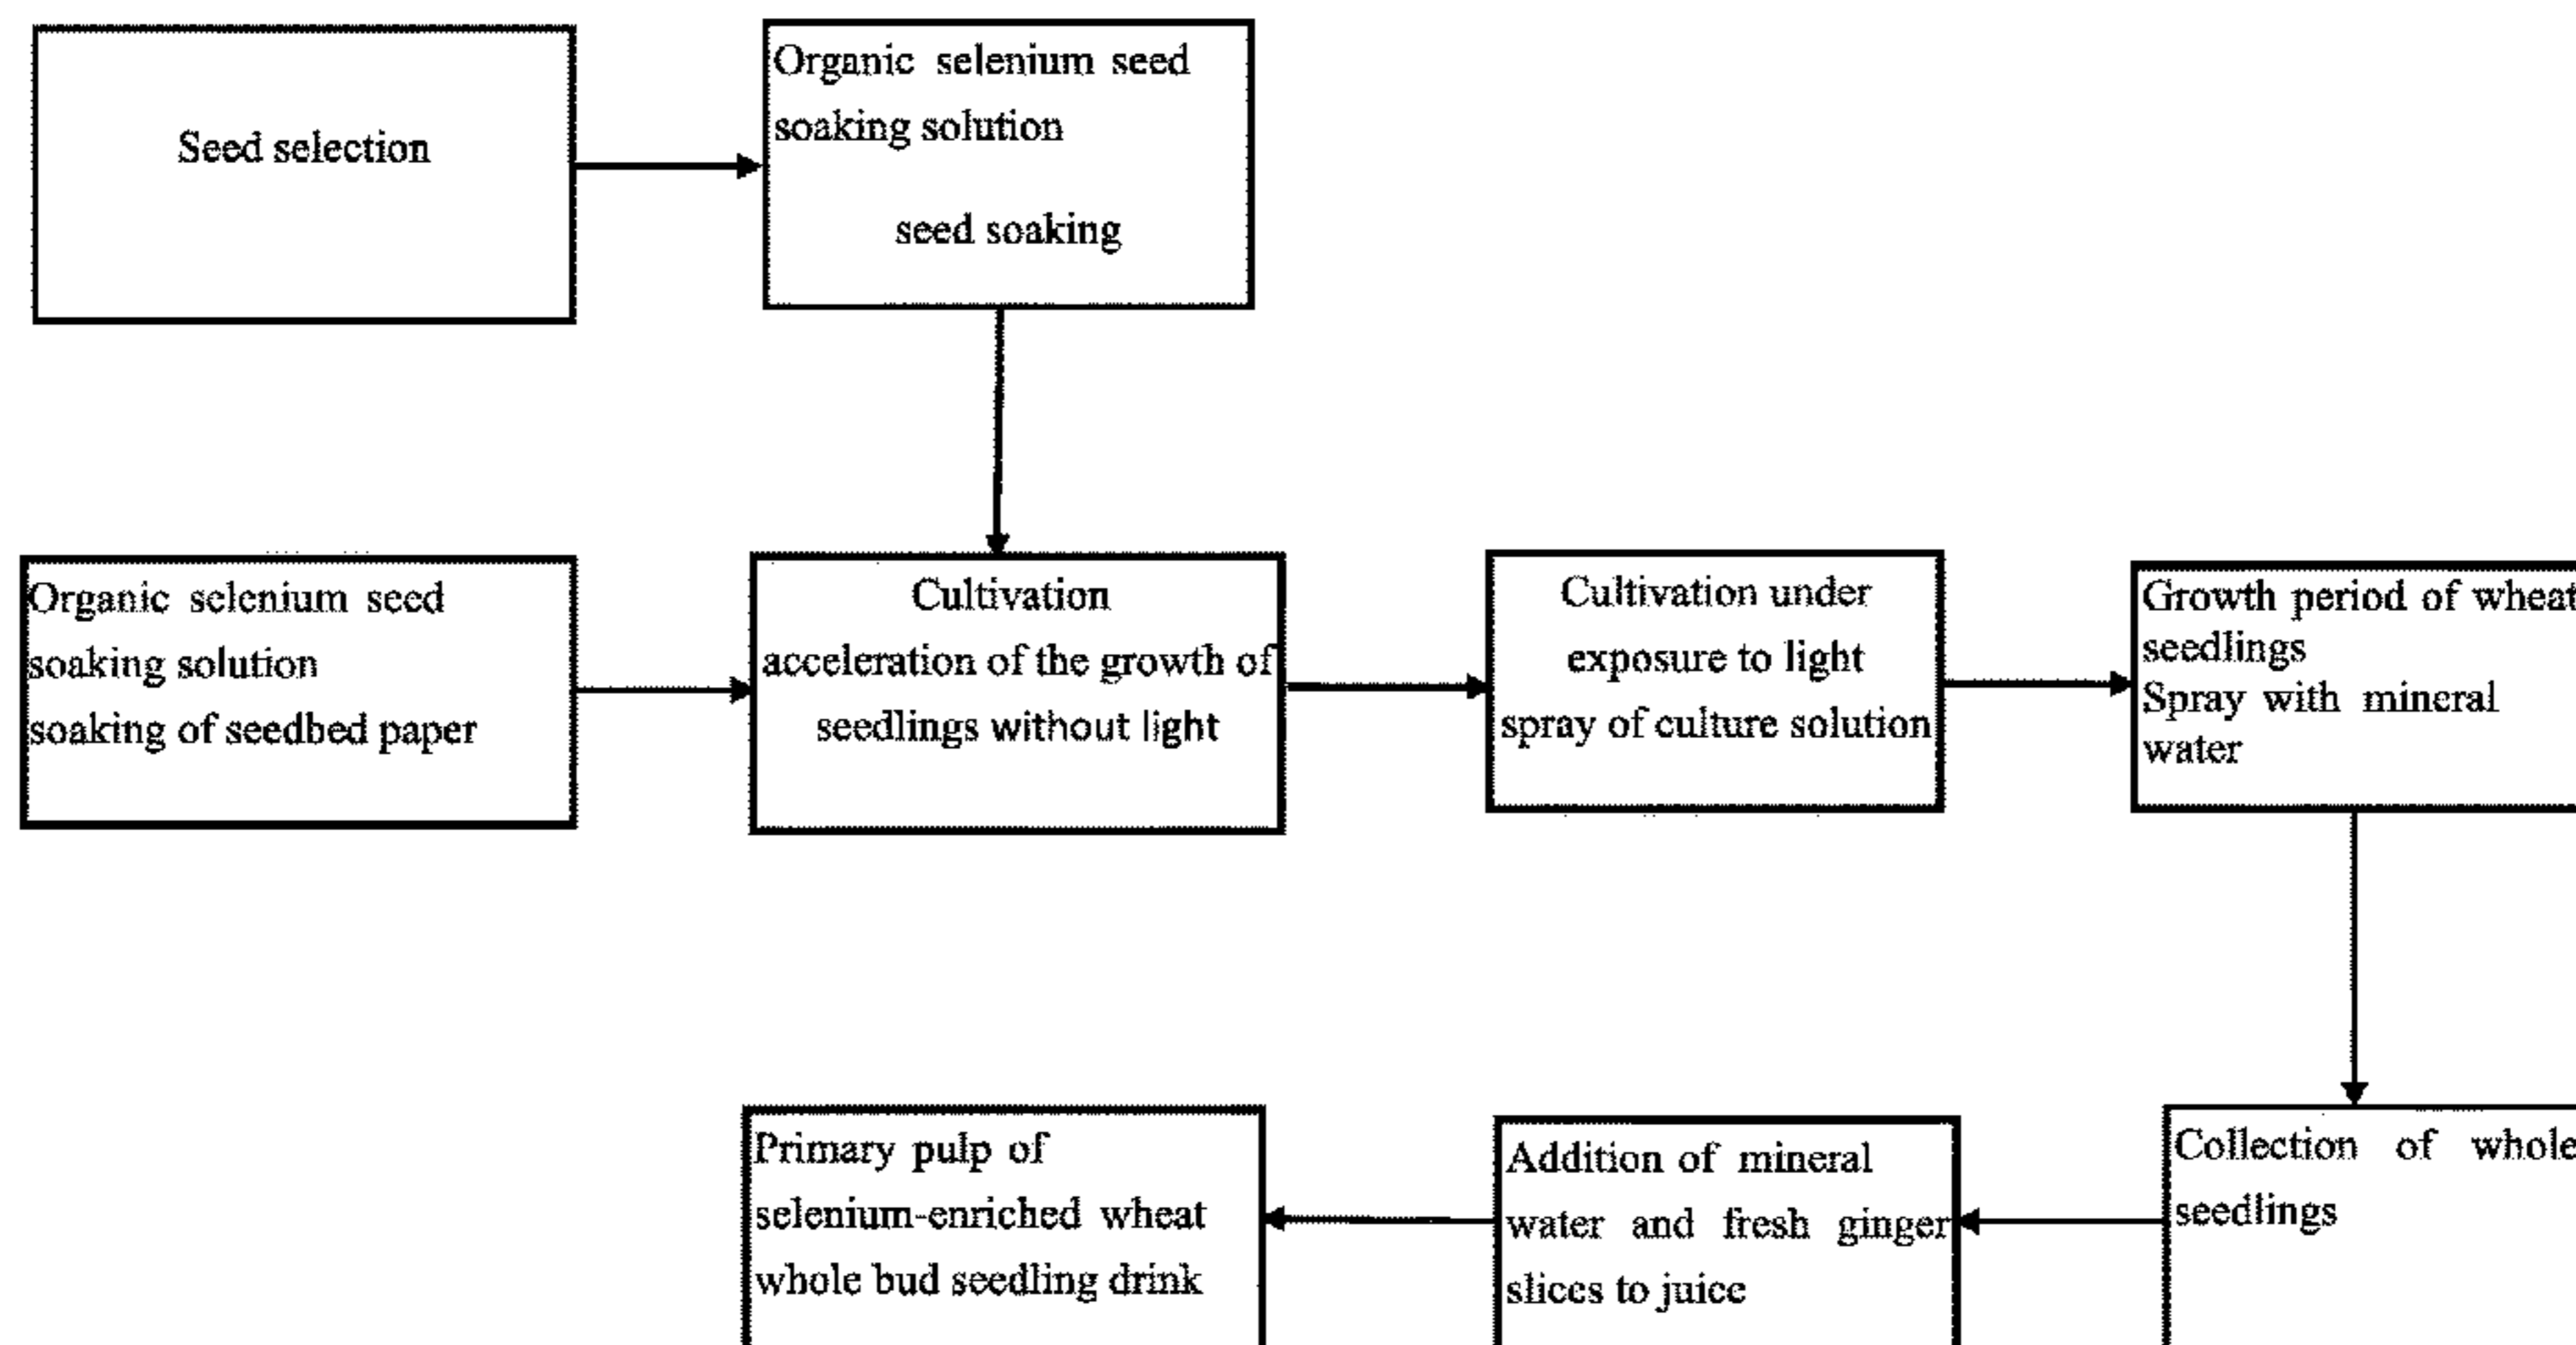 Seed selection
Organic selenium seed
soaking solution
seed soaking
Organic selenium seed
soaking solution
soaking of seedbed paper
Cultivation
acceleration of the growth of
seedlings without light
Cultivation under
exposure to light
spray of culture solution
Growth period of wheat
seedlings
Spray with mineral
water
Collection of whole
seedlings
Addition of mineral
water and fresh ginger
slices to juice
Primary pulp of
selenium-enriched wheat
whole bud seedling drink